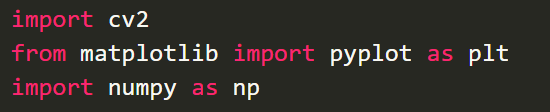 import cv2
from matplotlib import pyplot as plt
import numpy as np